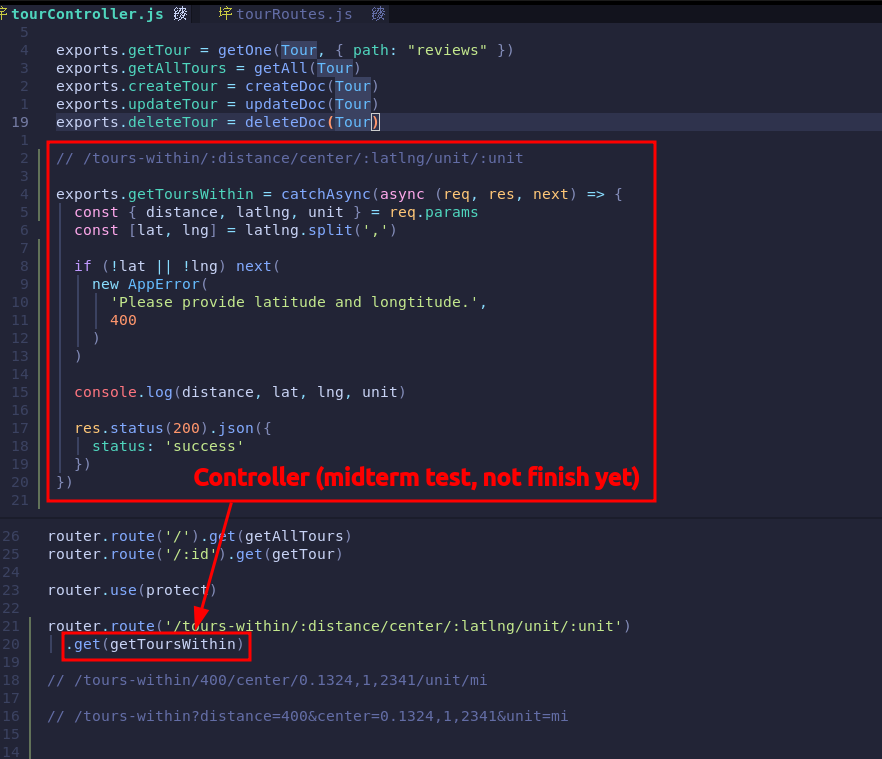 tourController.js tourRoutes.js
5
4 exports.getTour = getOne(Tour, { path: "reviews" })
3 exports.getAllTours = getAll(Tour)
2 exports.createTour = createDoc(Tour)
1 exports.updateTour = updateDoc(Tour)
19 exports.deleteTour = deleteDoc(Tour)
1
2 // /tours-within/:distance/center/:latlng/unit/:unit
3
4 exports.getToursWithin = catchAsync(async (req, res, next) => {
5 const { distance, latlng, unit } = req.params
6 const [lat, lng] = latlng.split(',')
7
8 if (!lat || !lng) next(
9 new AppError(
10 'Please provide latitude and longtitude.',
11 400
12 )
13 )
14
15 console.log(distance, lat, lng, unit)
16
17 res.status(200).json({
18 status: 'success'
19 })
20 })
21
Controller (midterm test, not finish yet)
26 router.route('/').get(getAllTours)
25 router.route('/:id').get(getTour)
24
23 router.use(protect)
22
21 router.route('/tours-within/:distance/center/:latlng/unit/:unit')
20 .get(getToursWithin)
19
18 // /tours-within/400/center/0.1324,1,2341/unit/mi
17
16 // /tours-within?distance=400&center=0.1324,1,2341&unit=mi
15
14